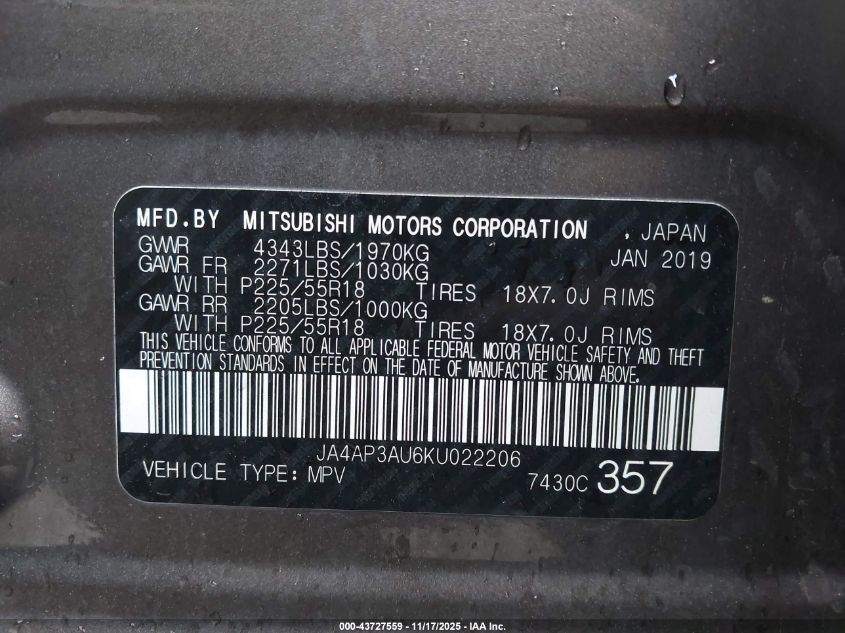 MFD.BY MITSUBISHI MOTORS CORPORATION , JAPAN
GVWR 4343LBS/1970KG JAN 2019
GAWR FR 2271LBS/1030KG
WITH P225/55R18 TIRES 18X7.0J RIMS
GAWR RR 2205LBS/1000KG
WITH P225/55R18 TIRES 18X7.0J RIMS
THIS VEHICLE CONFORMS TO ALL APPLICABLE FEDERAL MOTOR VEHICLE SAFETY AND THEFT
PREVENTION STANDARDS IN EFFECT ON THE DATE OF MANUFACTURE SHOWN ABOVE.
JA4AP3AU6KU022206
VEHICLE TYPE: MPV 7430C 357
000-43727559 — 11/17/2025 — IAA Inc.